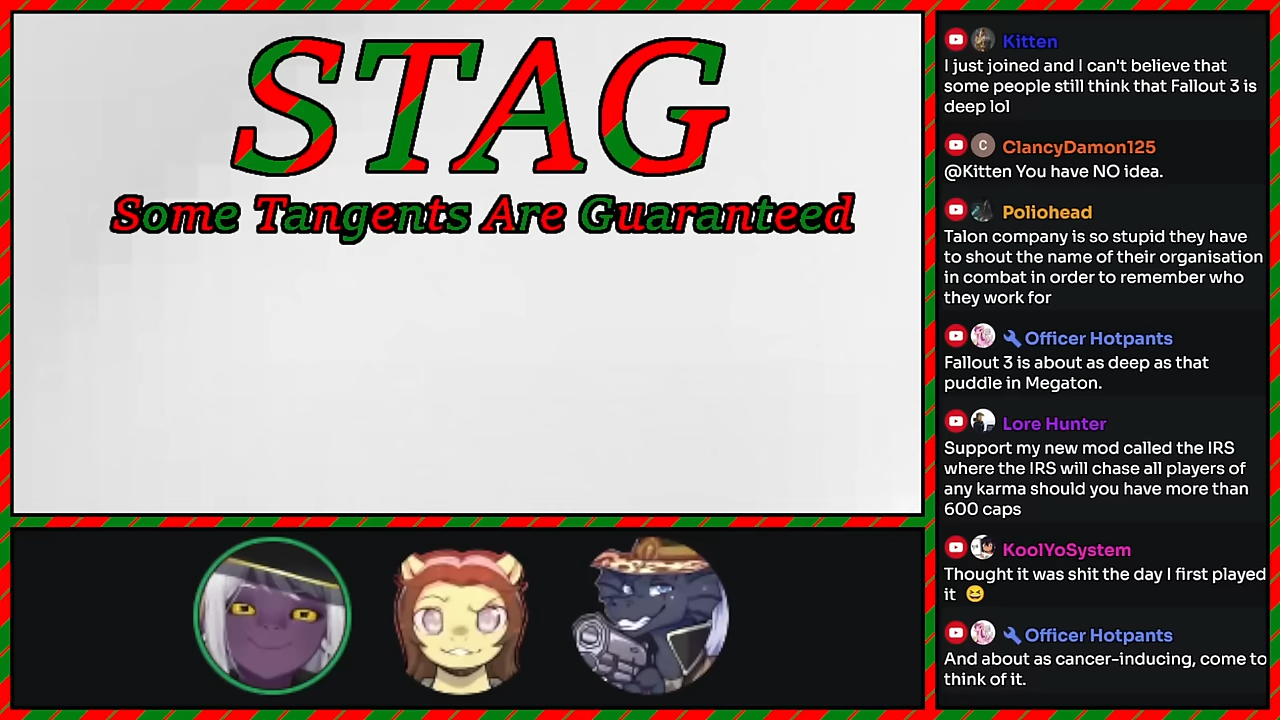 STAG
Some Tangents Are Guaranteed
Kitten
I just joined and I can't believe that
some people still think that Fallout 3 is
deep lol
C ClancyDamon125
@Kitten You have NO idea.
Poliohead
Talon company is so stupid they have
to shout the name of their organisation
in combat in order to remember who
they work for
Officer Hotpants
Fallout 3 is about as deep as that
puddle in Megaton.
Lore Hunter
Support my new mod called the IRS
where the IRS will chase all players of
any karma should you have more than
600 caps
KoolYoSystem
Thought it was shit the day I first played
it 😆
Officer Hotpants
And about as cancer-inducing, come to
think of it.